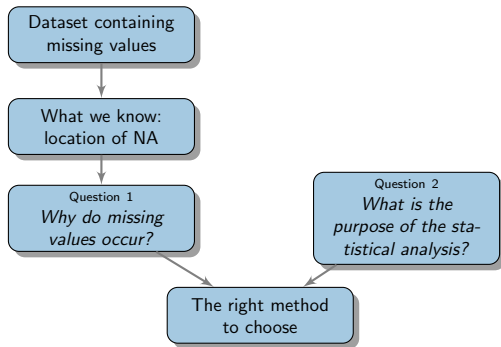 Dataset containing
missing values
What we know:
location of NA
Question 1
Why do missing
values occur?
Question 2
What is the
purpose of the sta-
tistical analysis?
The right method
to choose